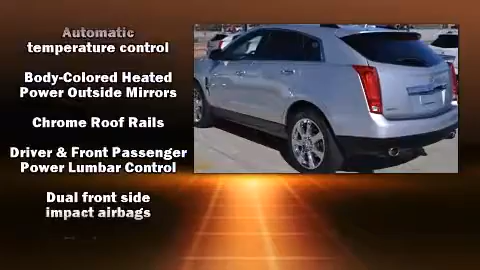 Automatic
temperature control
Body-Colored Heated
Power Outside Mirrors
Chrome Roof Rails
Driver & Front Passenger
Power Lumbar Control
Dual front side
impact airbags